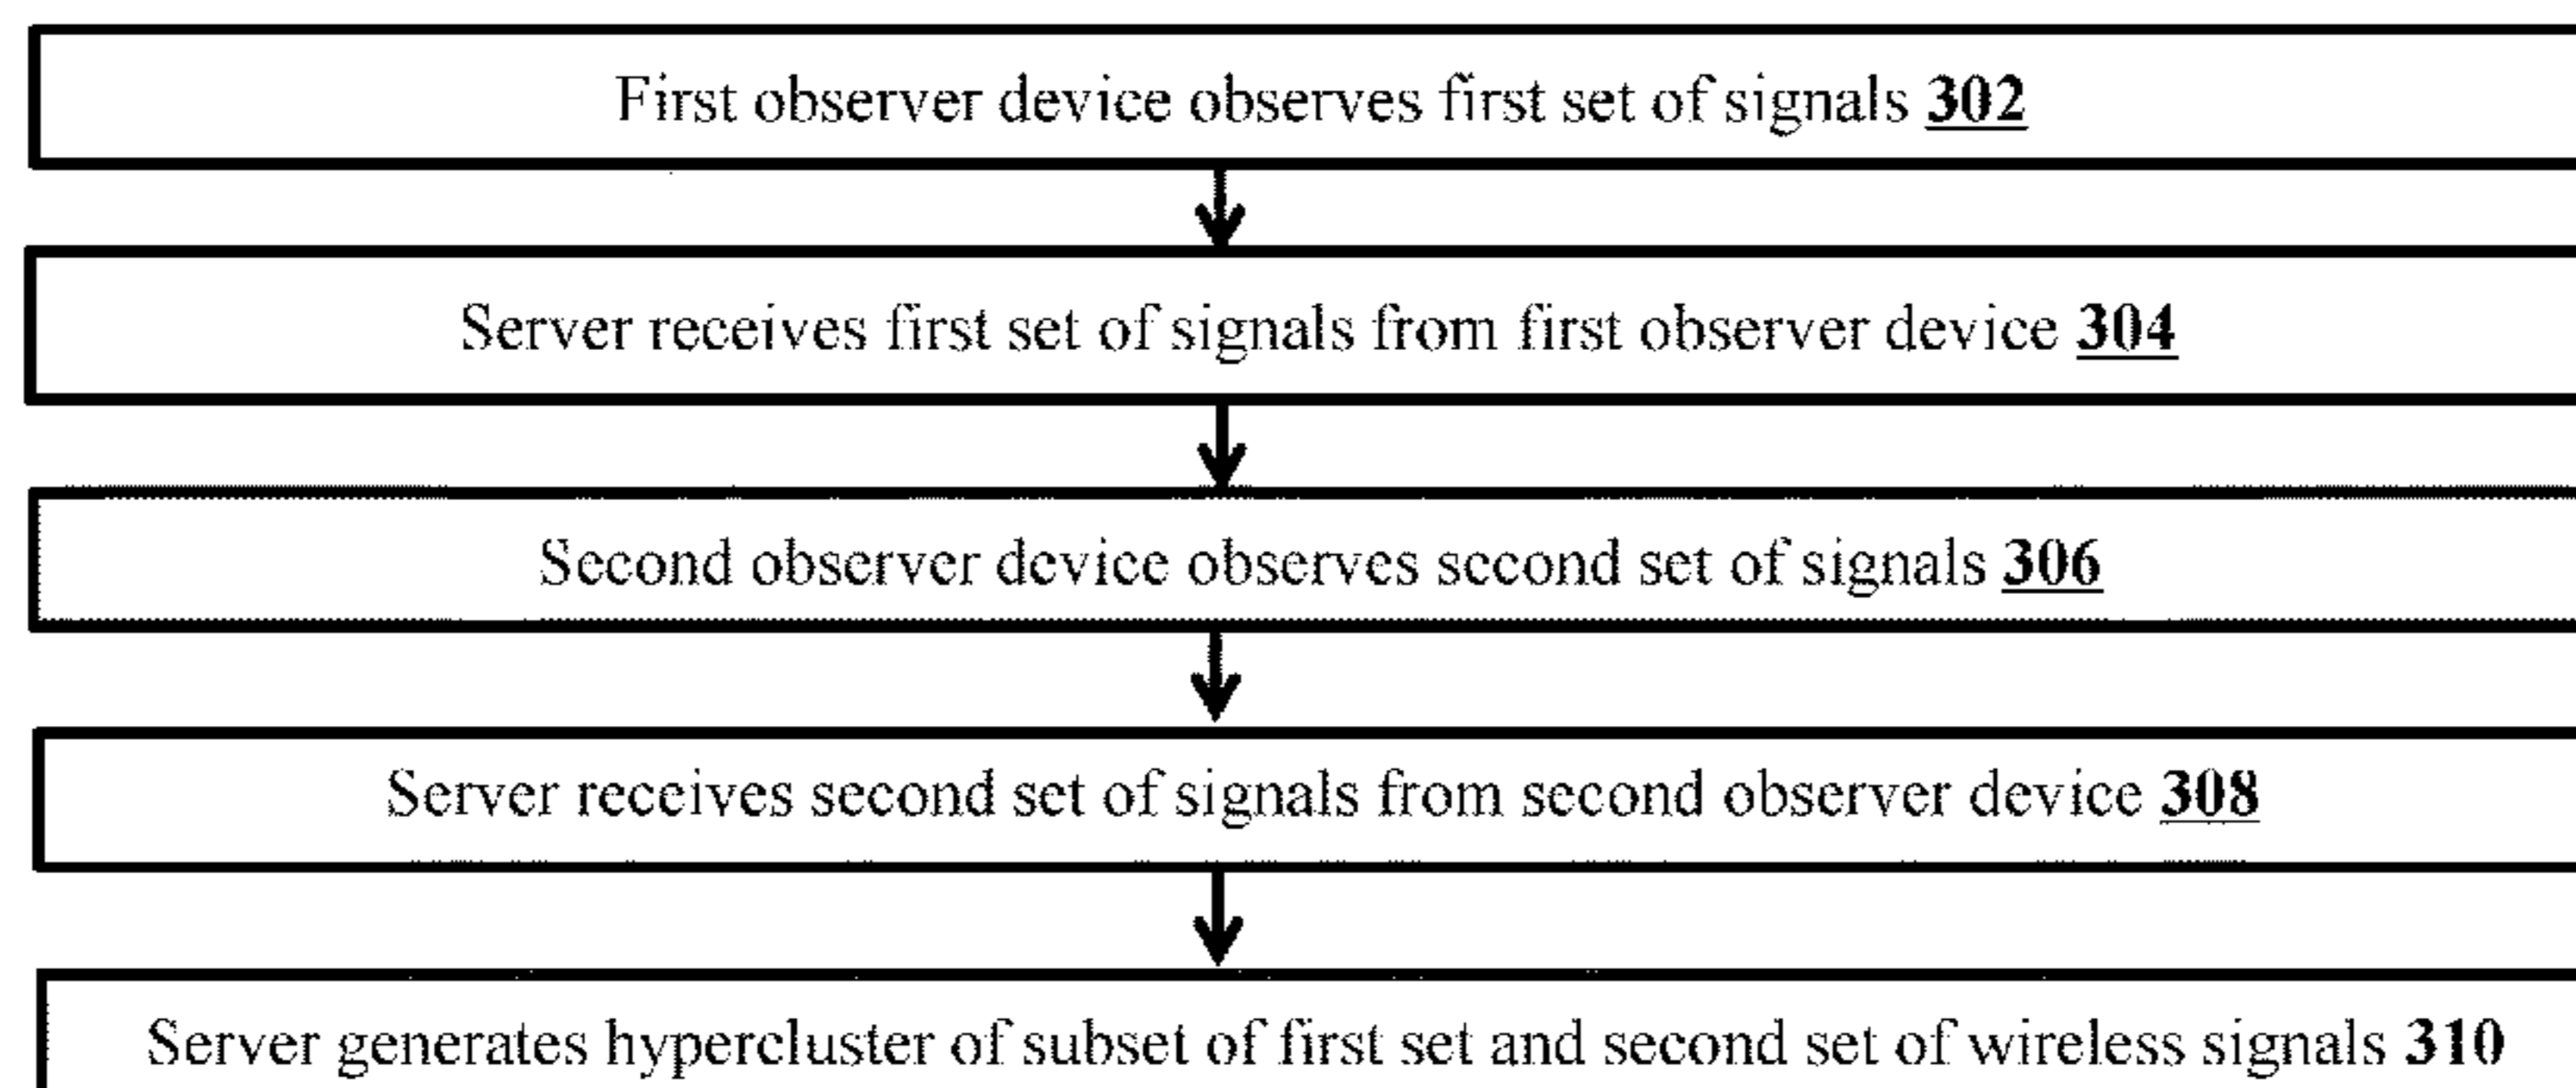 First observer device observes first set of signals 302
Server receives first set of signals from first observer device 304
Second observer device observes second set of signals 306
Server receives second set of signals from second observer device 308
Server generates hypercluster of subset of first set and second set of wireless signals 310